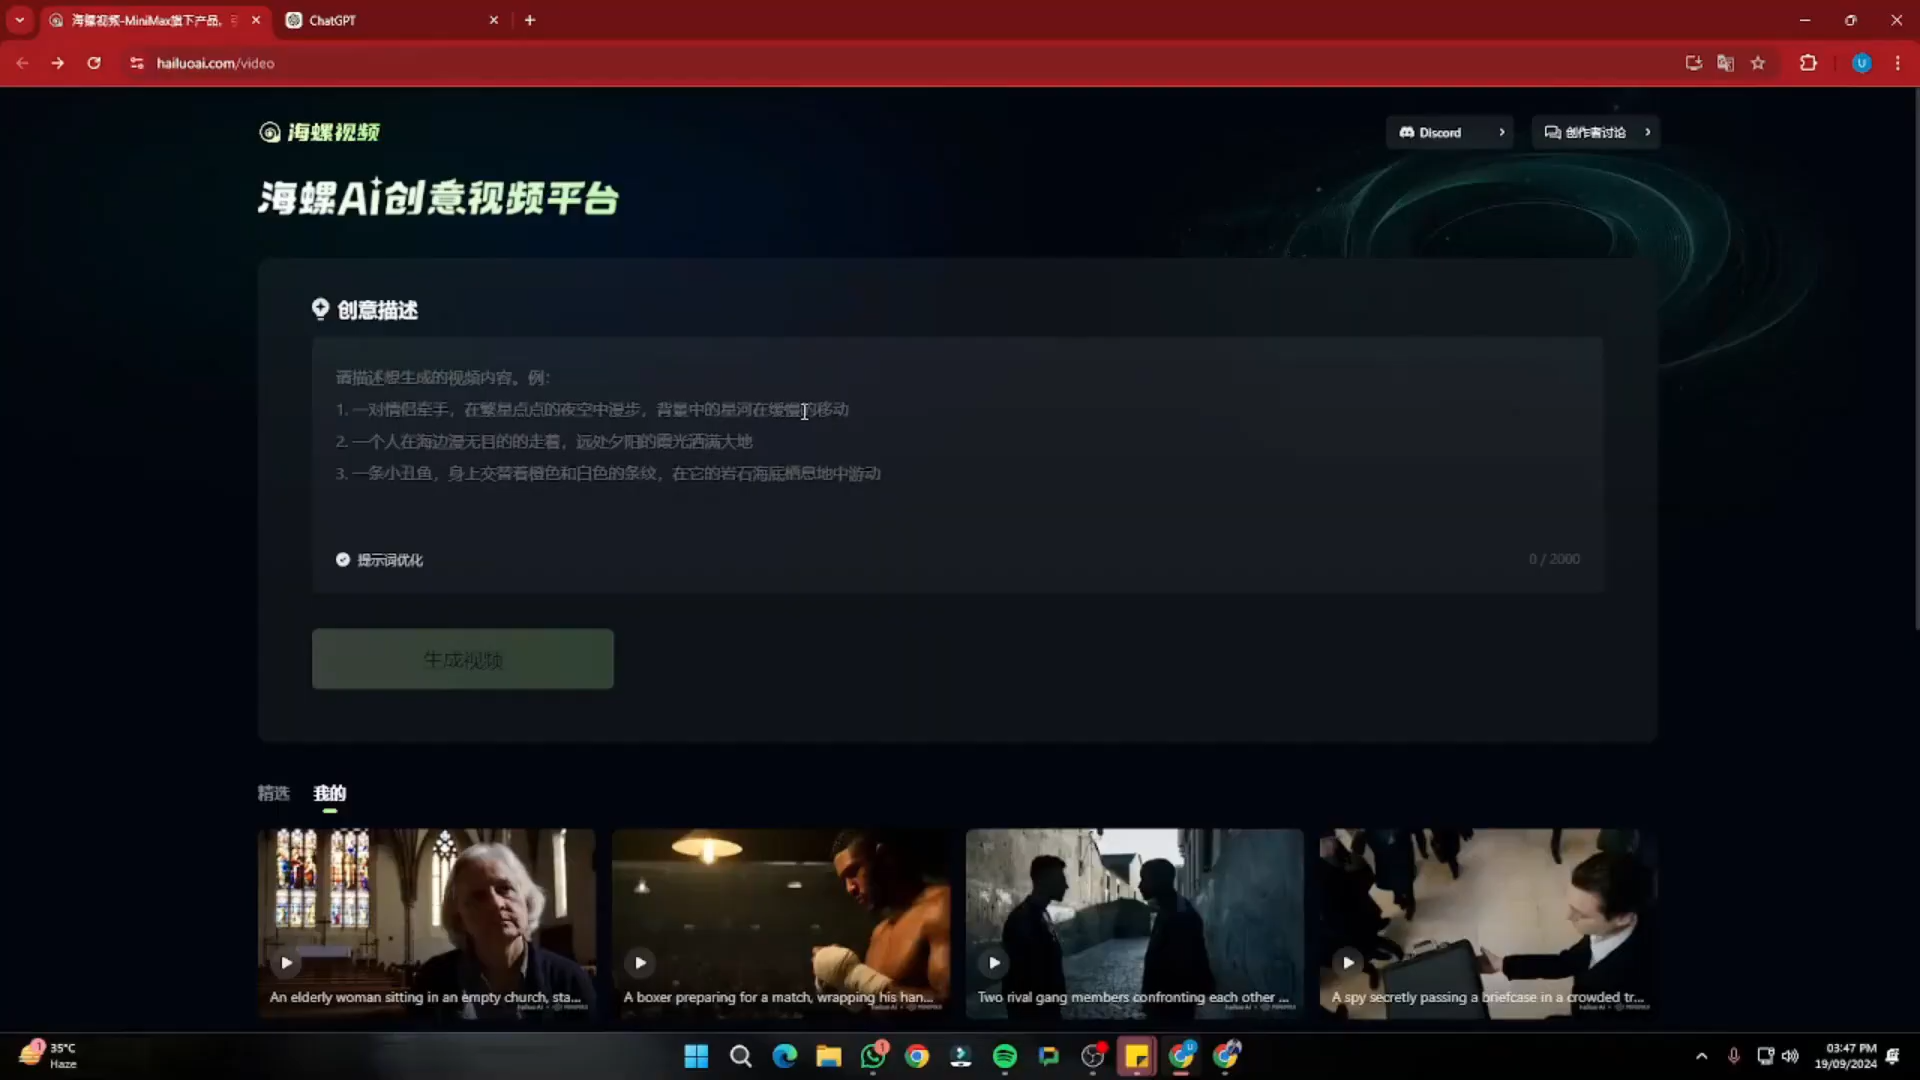 海螺视频-MiniMax旗下产品,
ChatGPT
hailuoai.com/video
U
海螺视频
Discord
创作者讨论
海螺Ai创意视频平台
创意描述
请描述想生成的视频内容。例:
1. 一对情侣牵手，在繁星点点的夜空中漫步，背景中的星河在缓慢的移动
2. 一个人在海边漫无目的的走着，远处夕阳的霞光洒满大地
3. 一条小丑鱼，身上交替着橙色和白色的条纹，在它的岩石海底栖息地中游动
提示词优化
0 / 2000
生成视频
精选 我的
An elderly woman sitting in an empty church, sta...
A boxer preparing for a match, wrapping his han...
Two rival gang members confronting each other ...
A spy secretly passing a briefcase in a crowded tr...
35°C
Haze
03:47 PM
19/09/2024